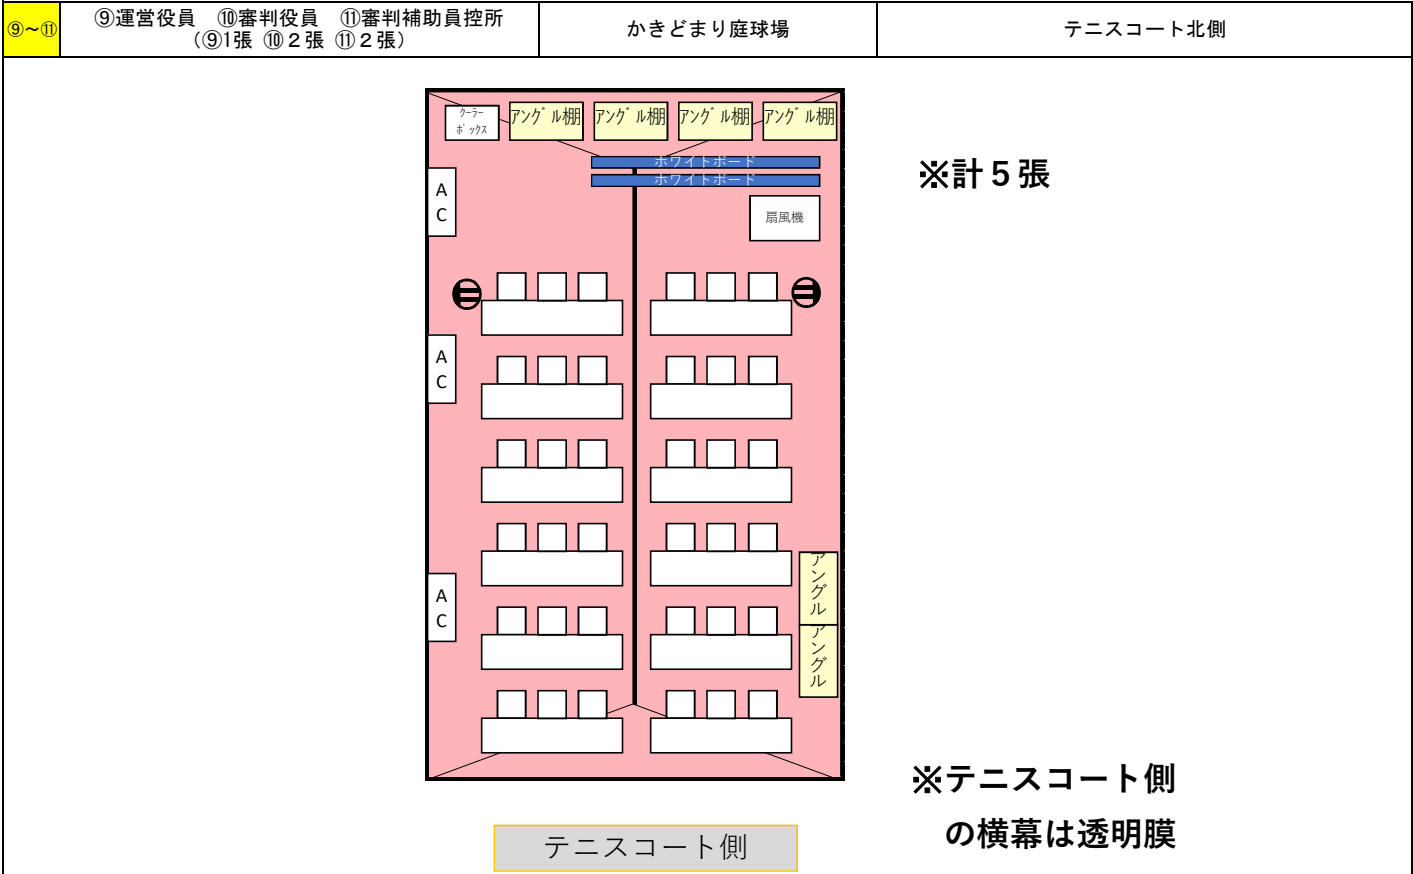 ⑨～⑪
⑨運営役員　⑩審判役員　⑪審判補助員控所
（⑨1張 ⑩２張 ⑪２張）
かきどまり庭球場
テニスコート北側
クーラー
ボックス
アングル棚
アングル棚
アングル棚
アングル棚
ホワイトボード
ホワイトボード
※計５張
AC
扇風機
AC
アングル
AC
アングル
※テニスコート側
の横幕は透明膜
テニスコート側